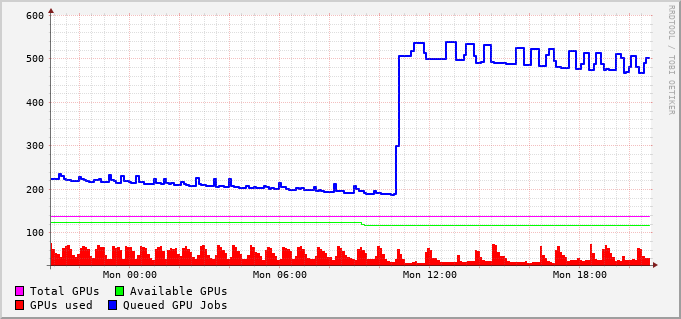 600
500
400
300
200
100
Mon 00:00 Mon 06:00 Mon 12:00 Mon 18:00
Total GPUs Available GPUs
GPUs used Queued GPU Jobs
RRDTOOL / TOBI OETIKER